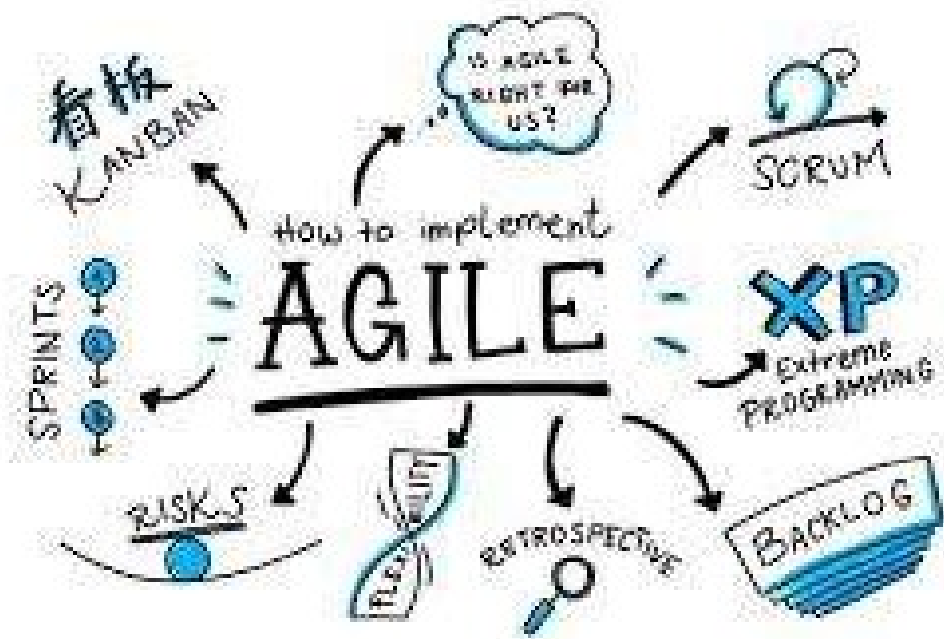 看板
KANBAN
IS AGILE
RIGHT FOR
US?
SCRUM
How to implement
AGILE
SPRINTS
XP
Extreme
PROGRAMMING
RISKS
FLEXIBILITY
RETROSPECTIVE
BACKLOG